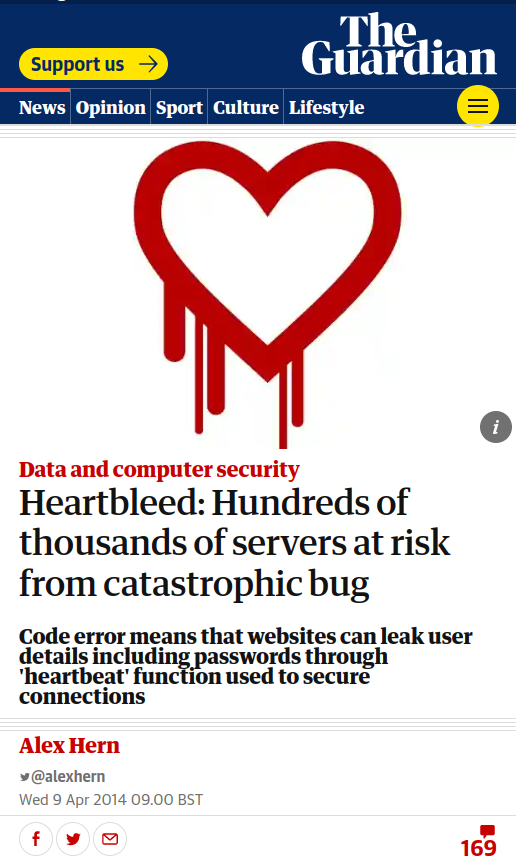 The
Guardian
Support us
News Opinion Sport Culture Lifestyle
i
Data and computer security
Heartbleed: Hundreds of
thousands of servers at risk
from catastrophic bug
Code error means that websites can leak user
details including passwords through
'heartbeat' function used to secure
connections
Alex Hern
@alexhern
Wed 9 Apr 2014 09.00 BST
169